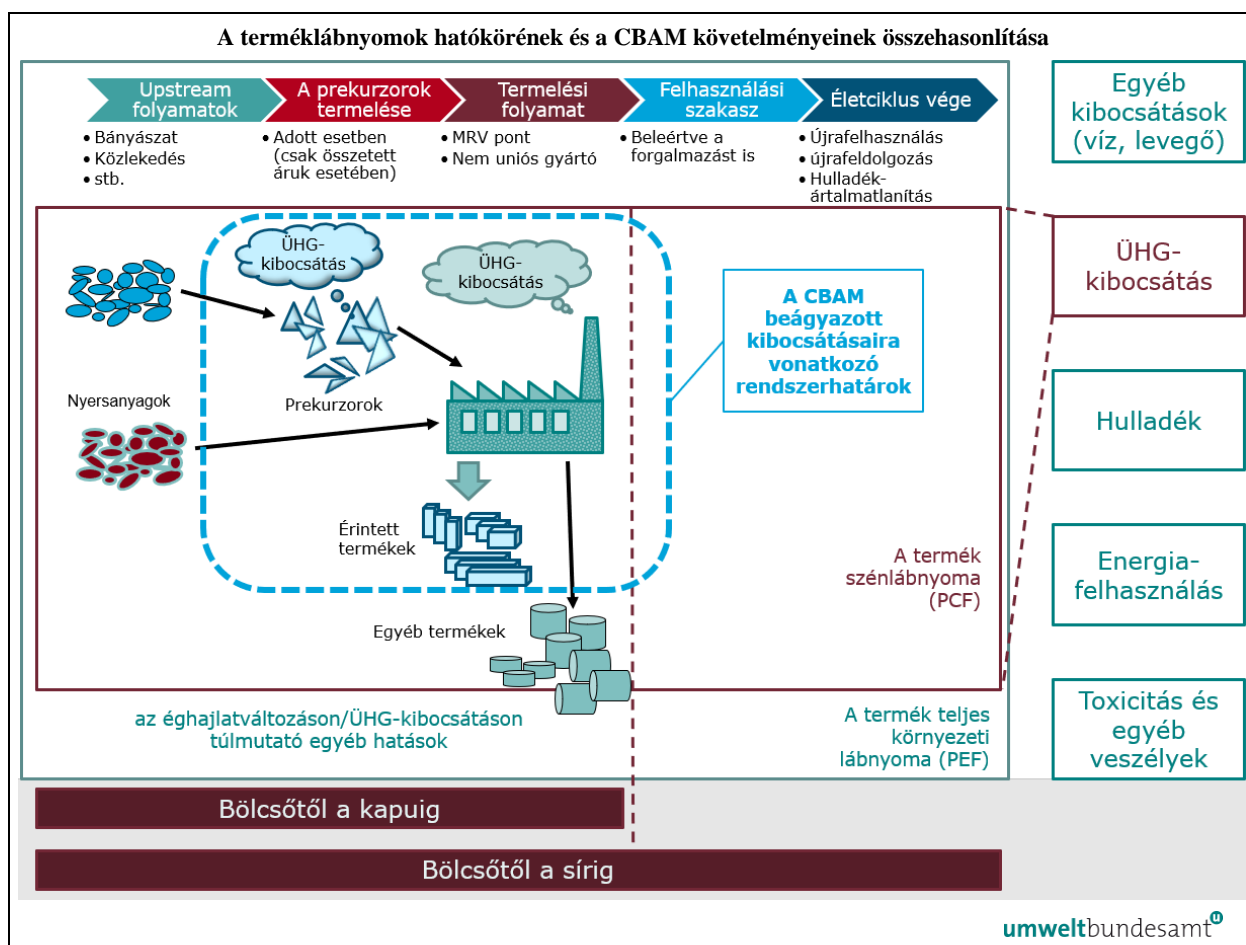 A terméklábnyomok hatókörének és a CBAM követelményeinek összehasonlítása
Upstream
folyamatok
A prekurzorok
termelése
Termelési
folyamat
Felhasználási
szakasz
Életciklus vége
• Bányászat
• Közlekedés
• stb.
• Adott esetben
(csak összetett
áruk esetében)
• MRV pont
• Nem uniós gyártó
• Beleértve a
forgalmazást is
• Újrafelhasználás
• újrafeldolgozás
• Hulladék-
ártalmatlanítás
Egyéb
kibocsátások
(víz, levegő)
ÜHG-
kibocsátás
Hulladék
Energia-
felhasználás
Toxicitás és
egyéb
veszélyek
ÜHG-
kibocsátás
ÜHG-
kibocsátás
A CBAM
beágyazott
kibocsátásaira
vonatkozó
rendszerhatárok
Prekurzorok
Nyersanyagok
Érintett
termékek
Egyéb termékek
A termék
szénlábnyoma
(PCF)
az éghajlatváltozáson/ÜHG-kibocsátáson
túlmutató egyéb hatások
A termék teljes
környezeti
lábnyoma (PEF)
Bölcsőtől a kapuig
Bölcsőtől a sírig
umweltbundesamt u